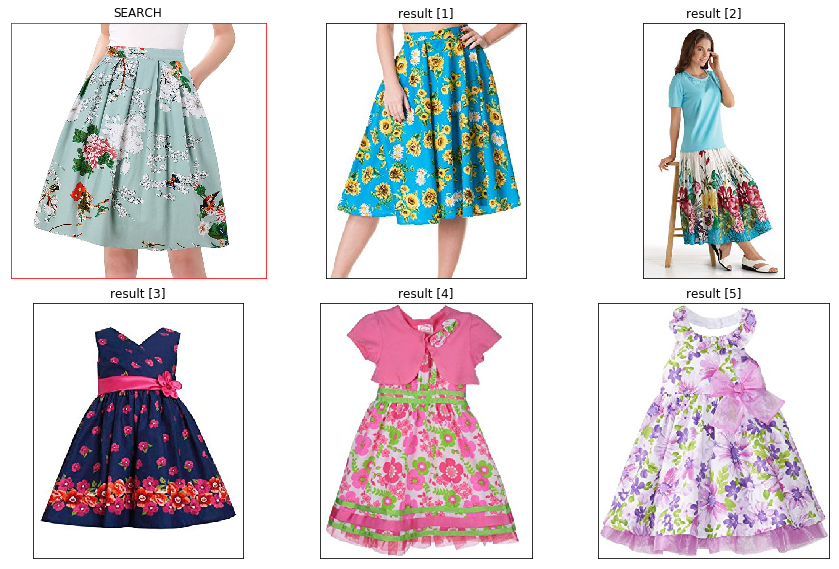 SEARCH
result [1]
result [2]
result [3]
result [4]
result [5]